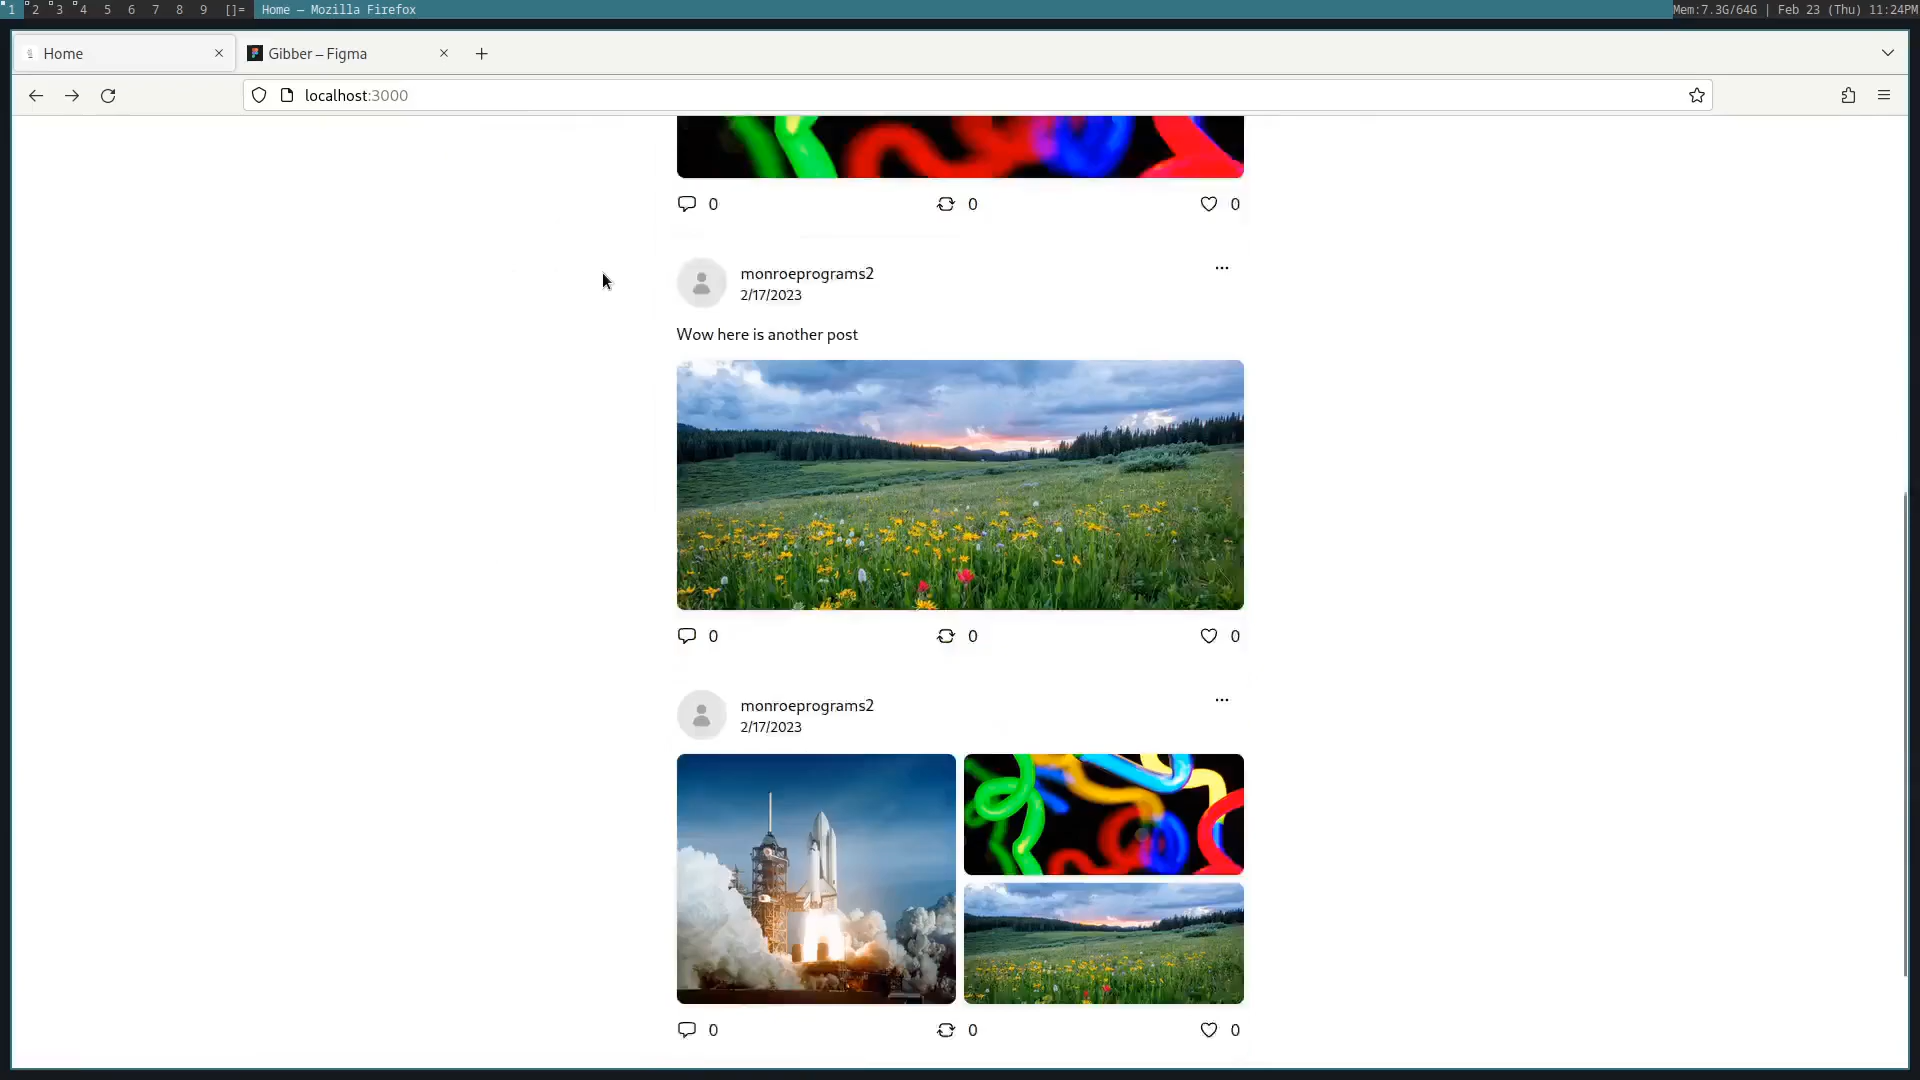 1 2 3 4 5 6 7 8 9 []= Home — Mozilla Firefox Mem:7.3G/64G | Feb 23 (Thu) 11:24PM
Home Gibber – Figma
localhost:3000
0 0 0
monroeprograms2
2/17/2023
Wow here is another post
0 0 0
monroeprograms2
2/17/2023
0 0 0